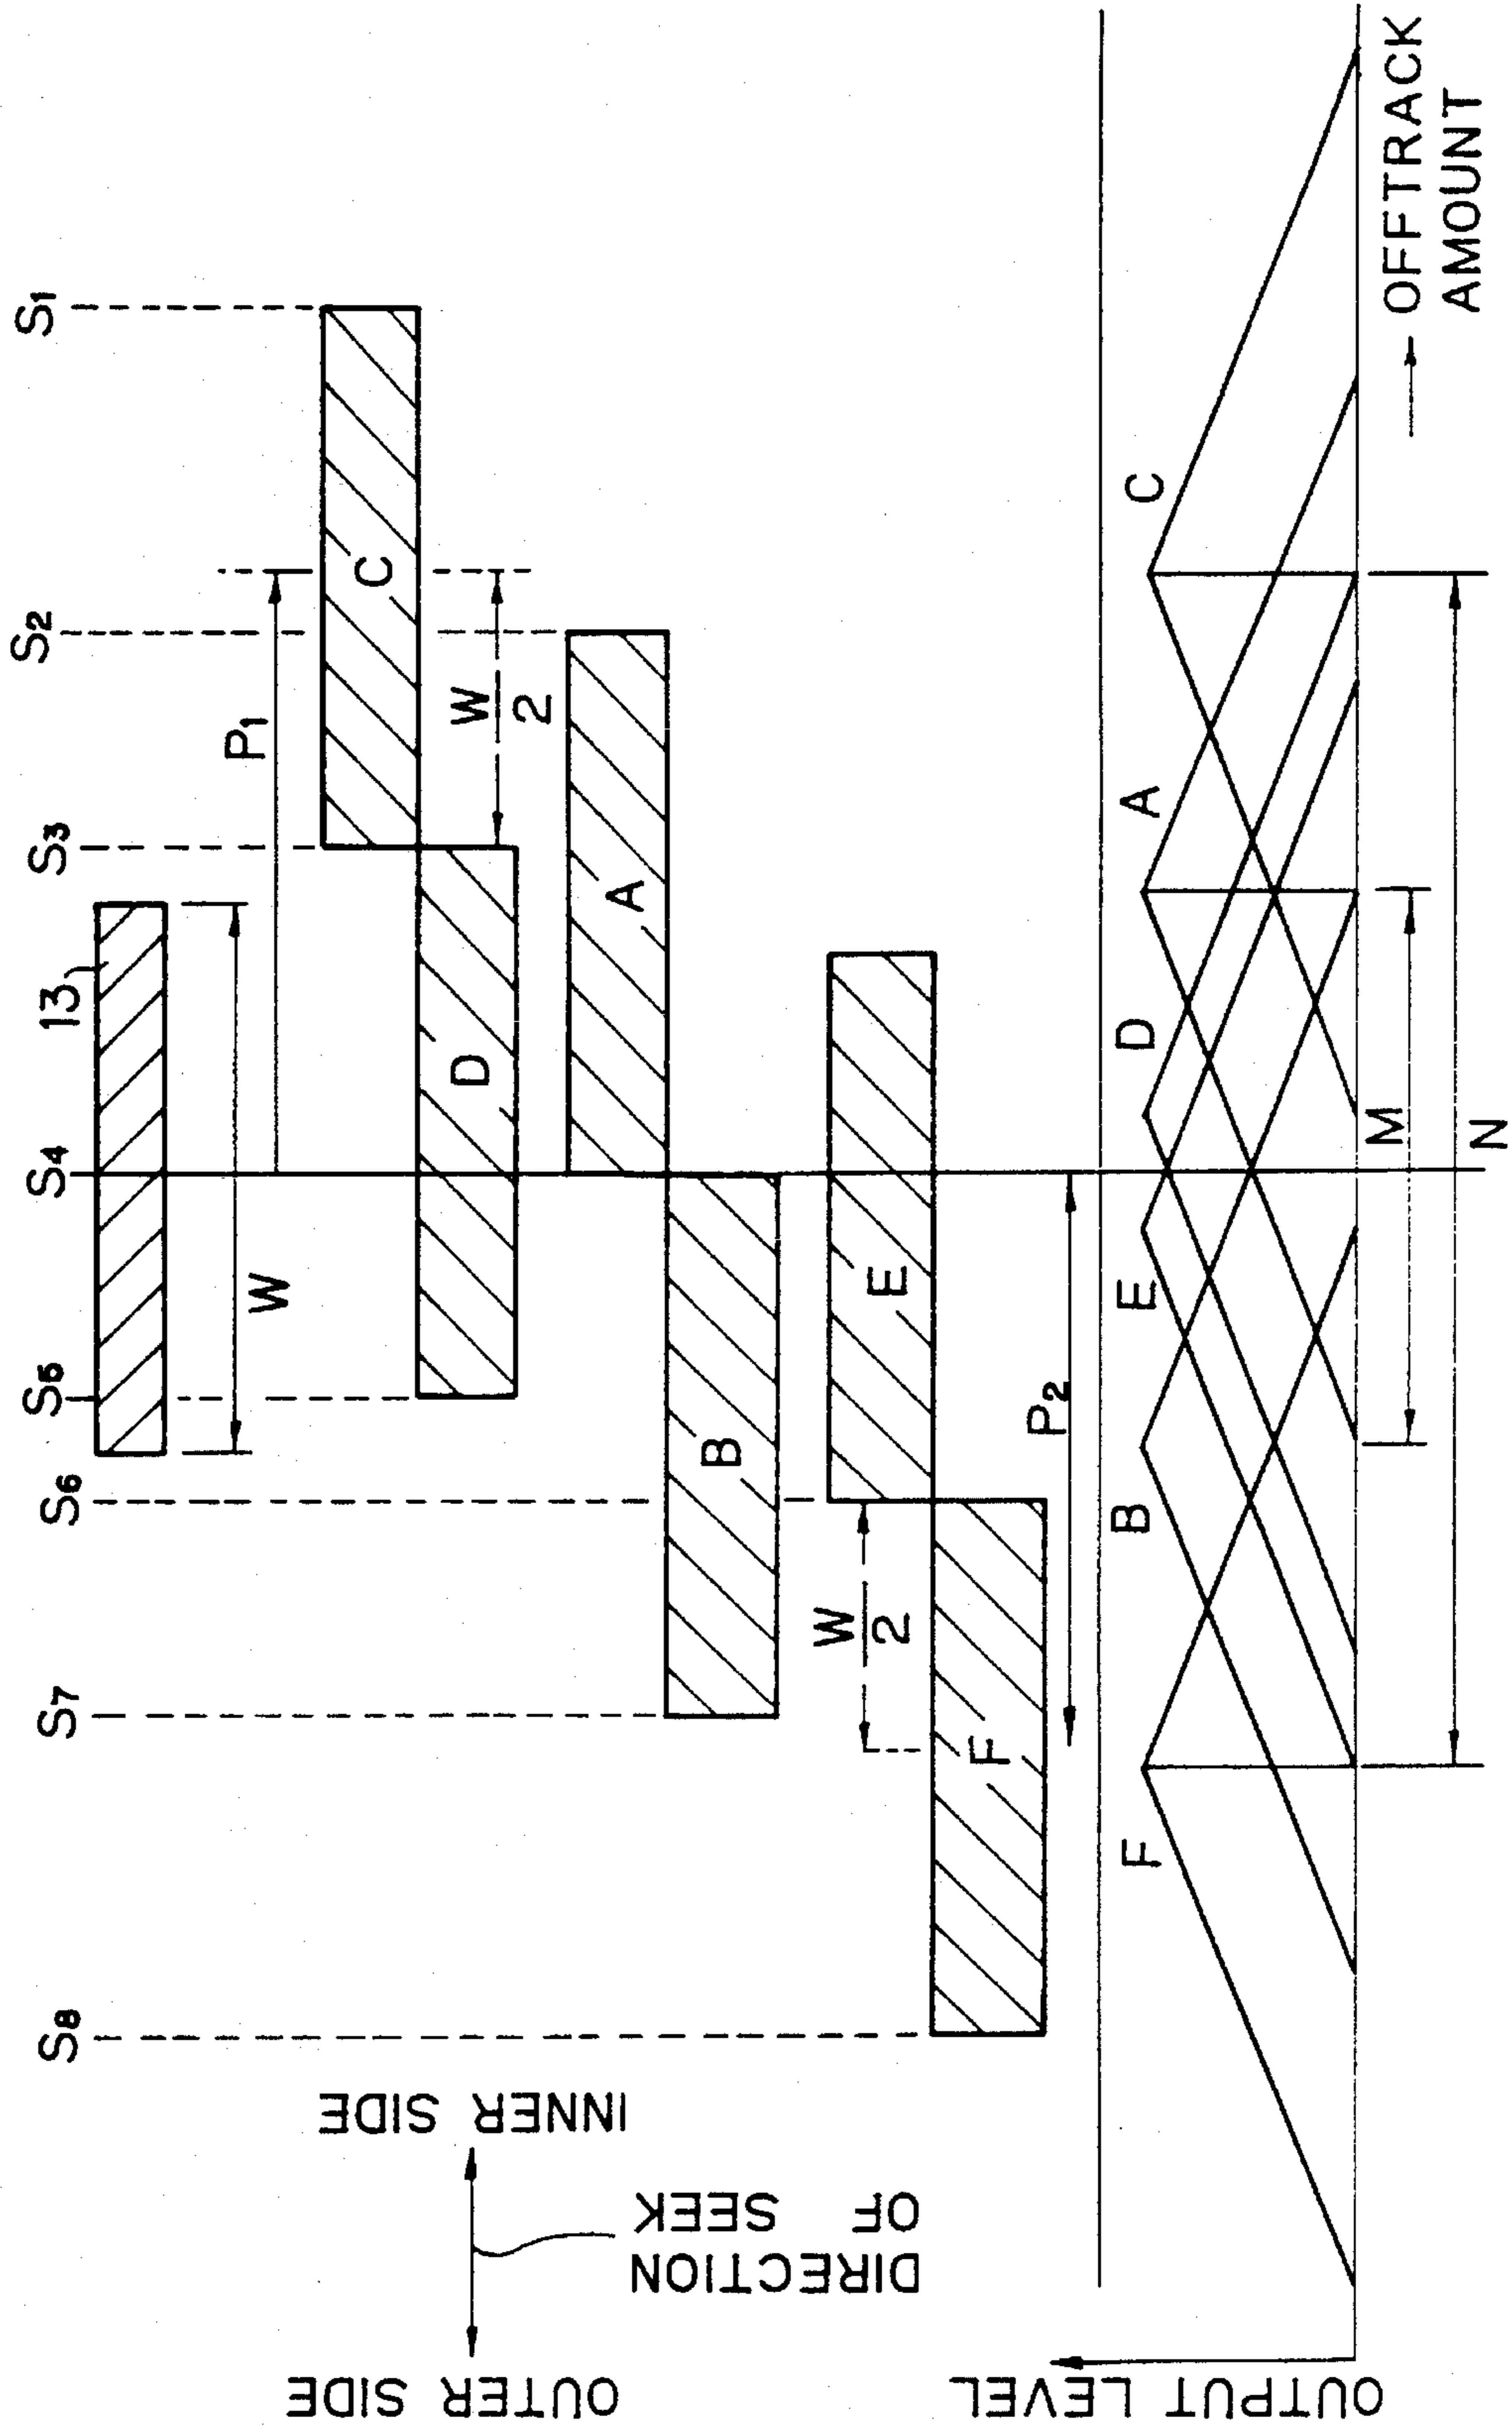 S1
S2
S3
S4
S5
S6
S7
S8
13
W
P1
C
W
2
D
A
B
E
W
2
F
P2
OUTER SIDE
INNER SIDE
DIRECTION
OF SEEK
OUTPUT LEVEL
F
B
E
D
A
C
M
N
OFFTRACK
AMOUNT